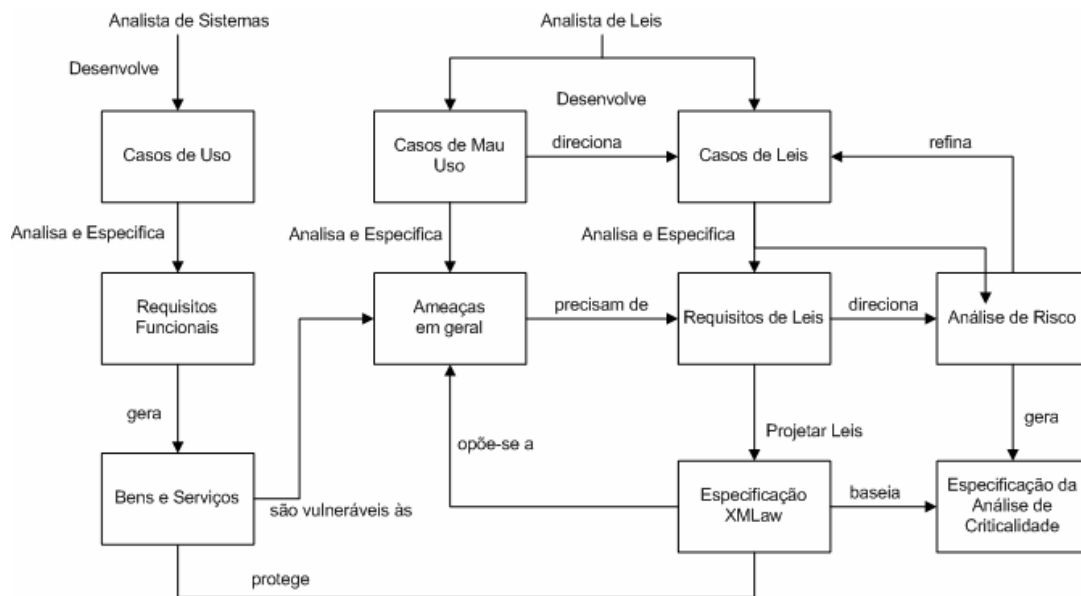 Analista de Sistemas
Analista de Leis
Desenvolve
Desenvolve
Casos de Uso
Casos de Mau
Uso
direciona
Casos de Leis
refina
Analisa e Especifica
Analisa e Especifica
Analisa e Especifica
Requisitos
Funcionais
Ameaças
em geral
precisam de
Requisitos de Leis
direciona
Análise de Risco
gera
opõe-se a
Projetar Leis
gera
Bens e Serviços
são vulneráveis às
Especificação
XMLaw
baseia
Especificação da
Análise de
Criticalidade
protege